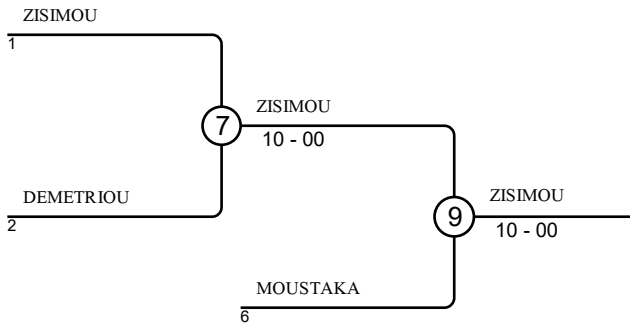 ZISIMOU
1
7
ZISIMOU
10 - 00
DEMETRIOU
2
9
ZISIMOU
10 - 00
MOUSTAKA
6